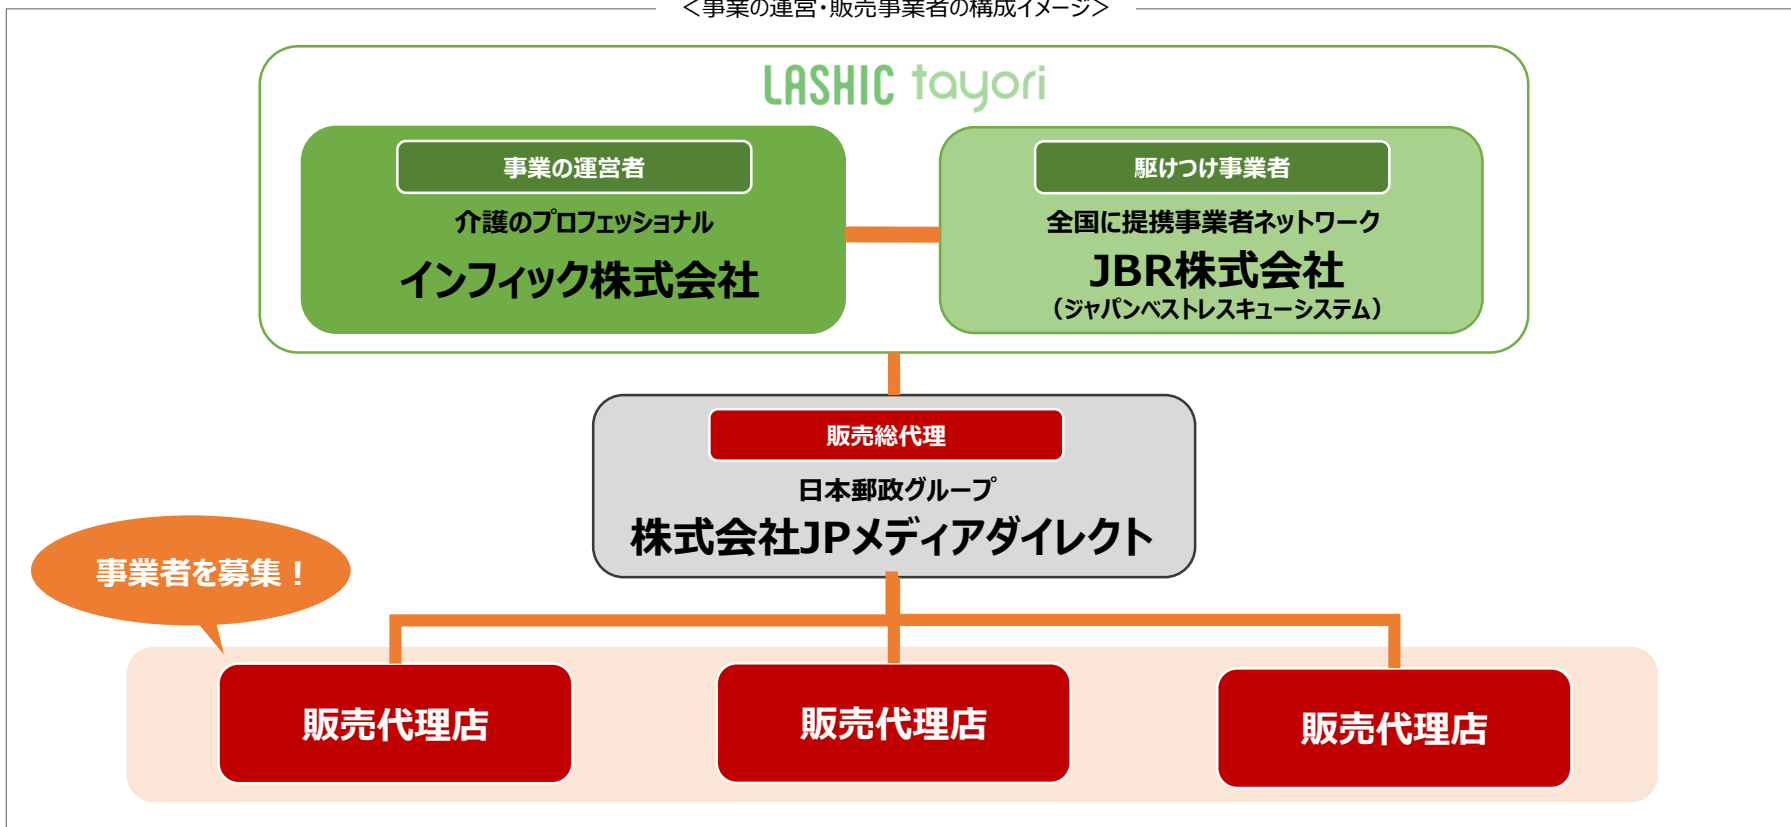 ＜事業の運営・販売事業者の構成イメージ＞
LASHIC tayori
事業の運営者
介護のプロフェッショナル
インフィック株式会社
駆けつけ事業者
全国に提携事業者ネットワーク
JBR株式会社
（ジャパンベストレスキューシステム）
販売総代理
日本郵政グループ
株式会社JPメディアダイレクト
事業者を募集！
販売代理店
販売代理店
販売代理店